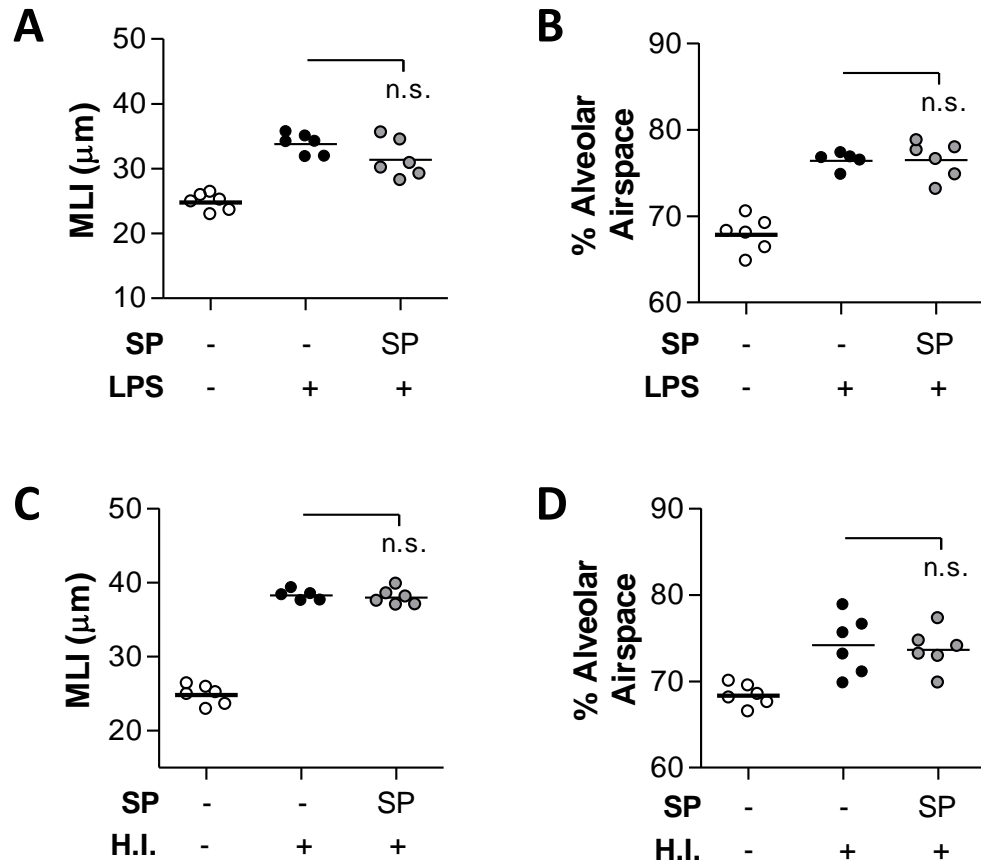 A
MLI (μm)
50
40
30
20
10
n.s.
SP - - SP
LPS - + +
B
% Alveolar
Airspace
90
80
70
60
n.s.
SP - - SP
LPS - + +
C
MLI (μm)
50
40
30
20
n.s.
SP - - SP
H.I. - + +
D
% Alveolar
Airspace
90
80
70
60
n.s.
SP - - SP
H.I. - + +